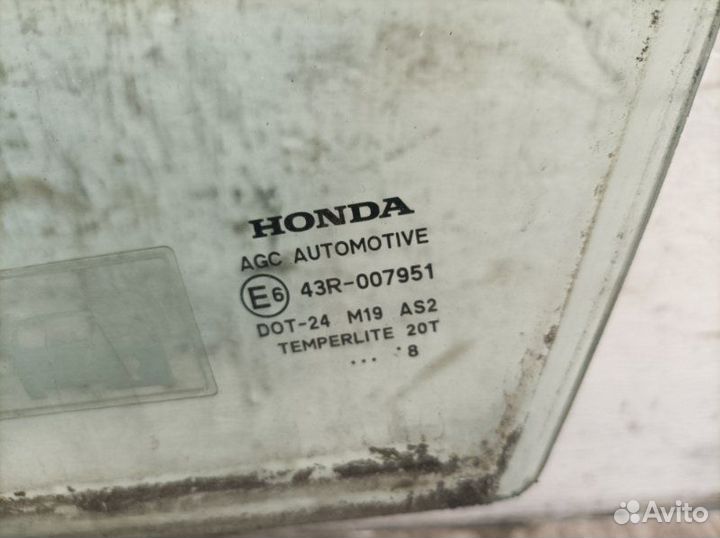 HONDA
AGC AUTOMOTIVE
E6 43R-007951
DOT-24 M19 AS2
TEMPERLITE 20T
... 8
Avito